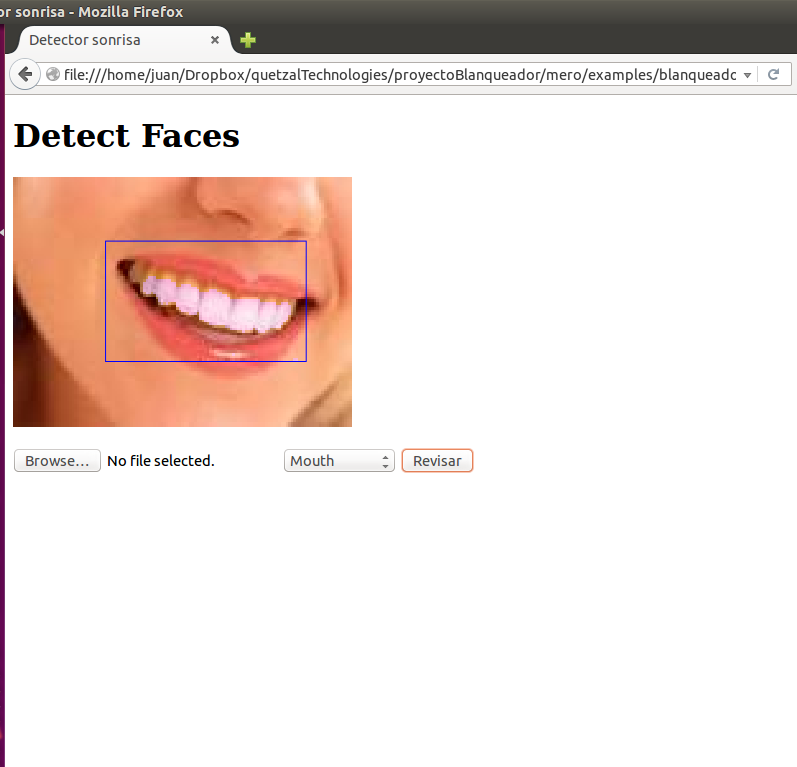 or sonrisa - Mozilla Firefox
Detector sonrisa
file:///home/juan/Dropbox/quetzalTechnologies/proyectoBlanqueador/mero/examples/blanqueadc
Detect Faces
Browse... No file selected. Mouth Revisar